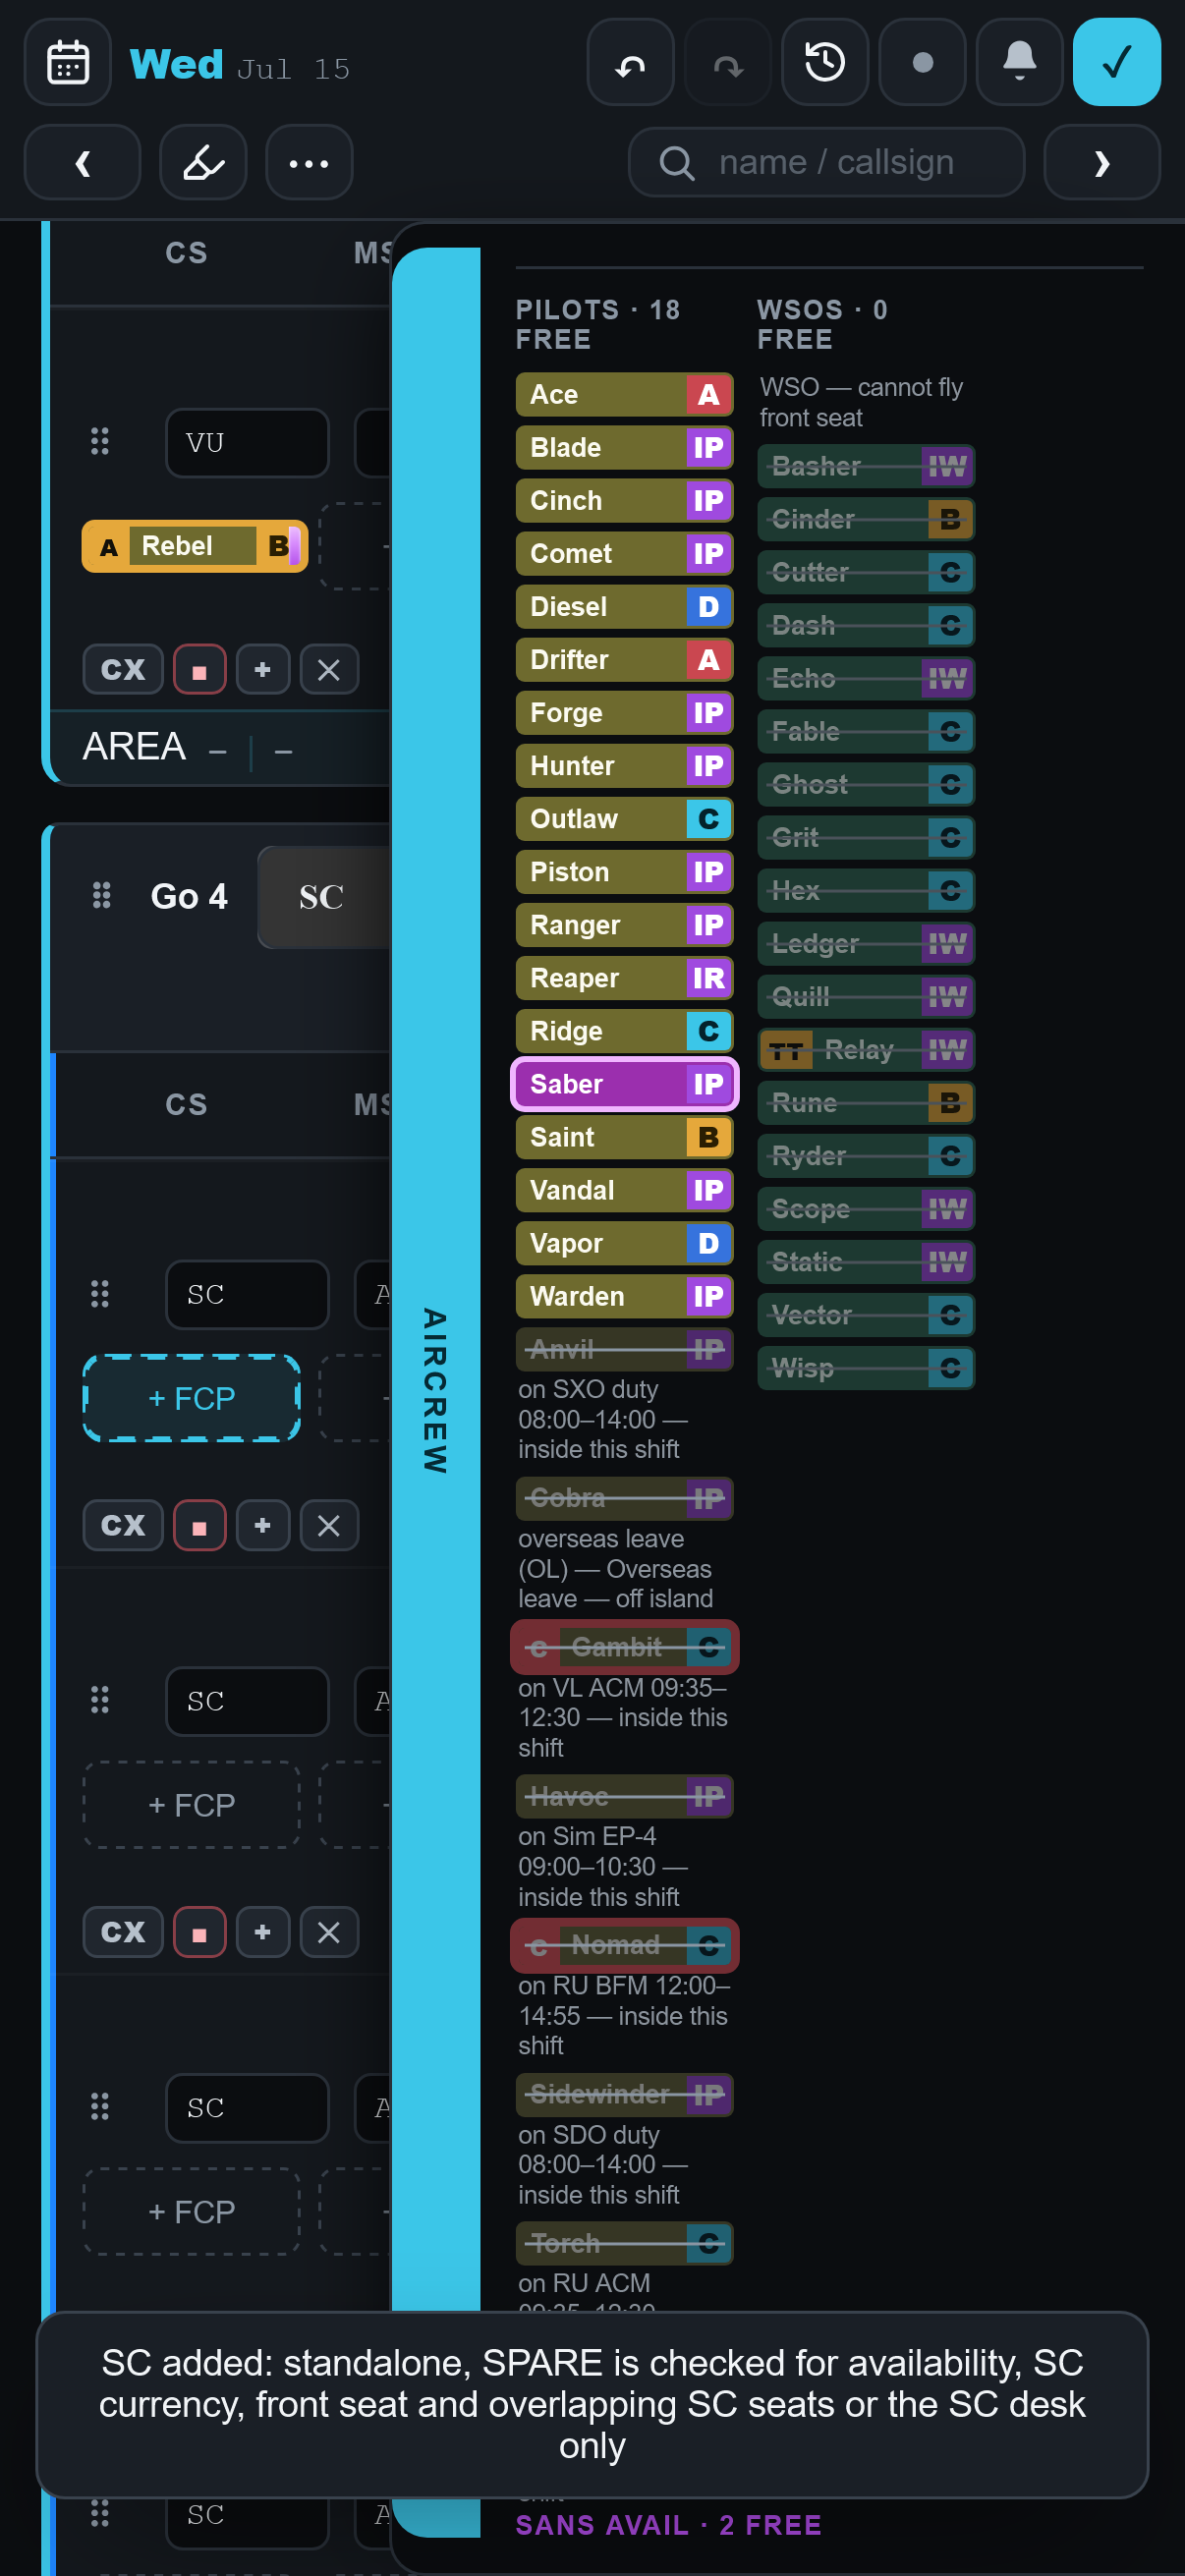 Wed Jul 15
name / callsign
CS
MS
VU
A Rebel B
CX
AREA – | –
Go 4
SC
CS
MS
SC
A
+ FCP
CX
SC
A
+ FCP
CX
SC
A
+ FCP
SC
A
AIRCREW
PILOTS · 18
FREE
Ace A
Blade IP
Cinch IP
Comet IP
Diesel D
Drifter A
Forge IP
Hunter IP
Outlaw C
Piston IP
Ranger IP
Reaper IR
Ridge C
Saber IP
Saint B
Vandal IP
Vapor D
Warden IP
Anvil IP
on SXO duty
08:00–14:00 —
inside this shift
Cobra IP
overseas leave
(OL) — Overseas
leave — off island
c Gambit C
on VL ACM 09:35–
12:30 — inside this
shift
Havoc IP
on Sim EP-4
09:00–10:30 —
inside this shift
c Nomad C
on RU BFM 12:00–
14:55 — inside this
shift
Sidewinder IP
on SDO duty
08:00–14:00 —
inside this shift
Torch C
on RU ACM
WSOS · 0
FREE
WSO — cannot fly
front seat
Basher IW
Cinder B
Cutter C
Dash C
Echo IW
Fable C
Ghost C
Grit C
Hex C
Ledger IW
Quill IW
TT Relay IW
Rune B
Ryder C
Scope IW
Static IW
Vector C
Wisp C
SC added: standalone, SPARE is checked for availability, SC
currency, front seat and overlapping SC seats or the SC desk
only
SANS AVAIL · 2 FREE